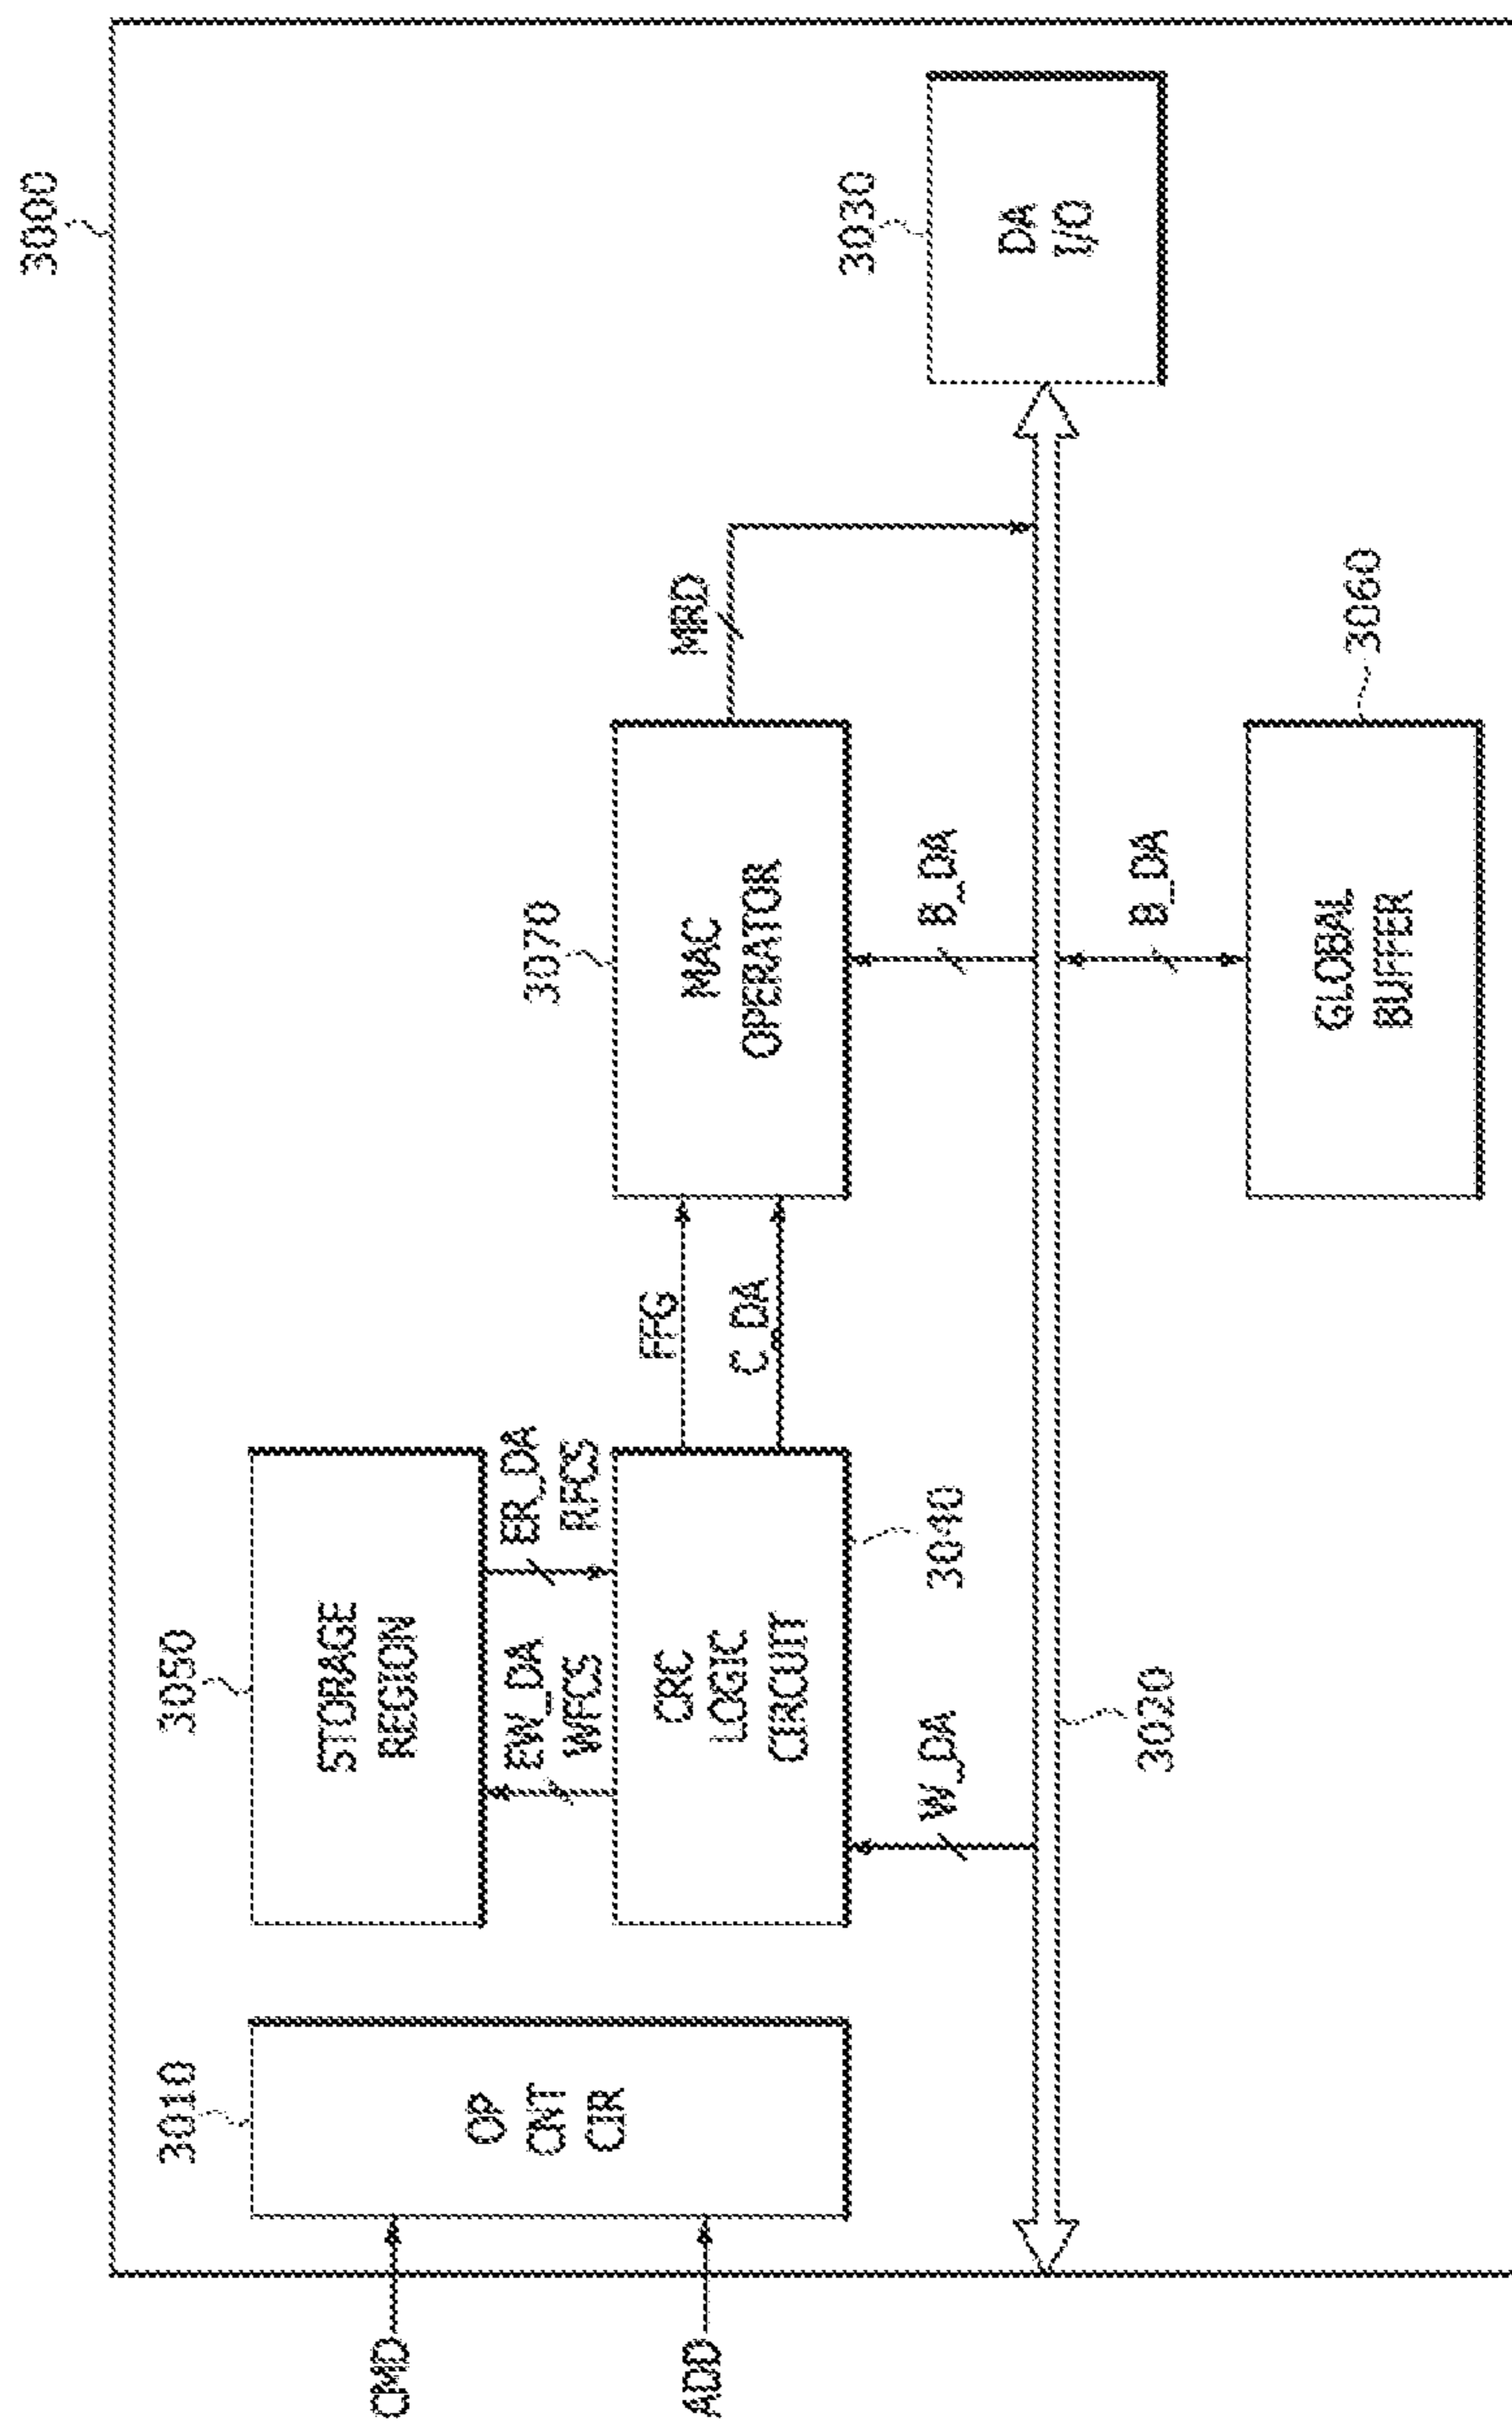 3000
3010
3050
STORAGE
REGION
CMD
ADD
OP
CNT
CIR
EW_DA
WFCS
ER_DA
RFCS
CRC
LOGIC
CIRCUIT
FFG
C_DA
3070
MAC
OPERATOR
MRD
3030
DA
I/O
W_DA
3040
B_DA
3020
B_DA
GLOBAL
BUFFER
3060